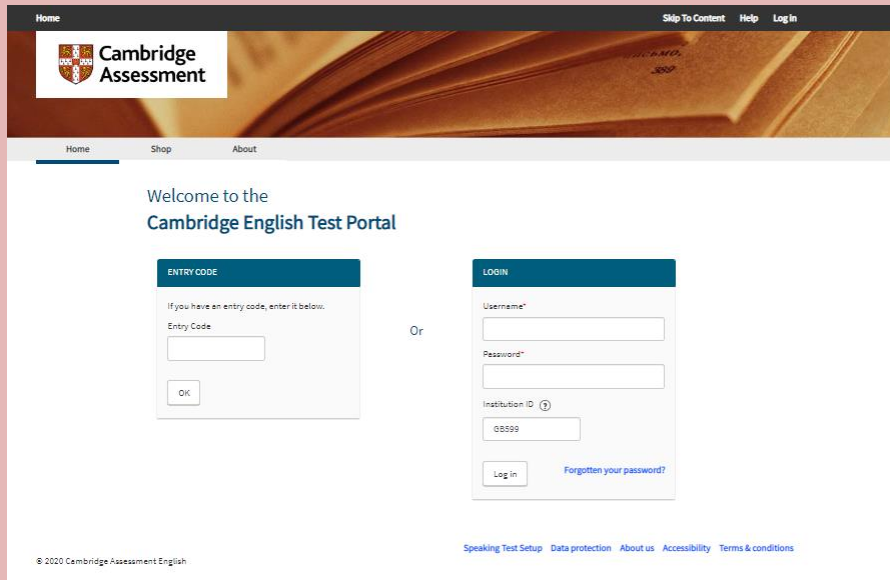 Home
Skip To Content Help Log in
Cambridge
Assessment
389
Home Shop About
Welcome to the
Cambridge English Test Portal
ENTRY CODE
If you have an entry code, enter it below.
Entry Code
OK
Or
LOGIN
Username*
Password*
Institution ID ?
GB599
Log in Forgotten your password?
Speaking Test Setup Data protection About us Accessibility Terms & conditions
© 2020 Cambridge Assessment English